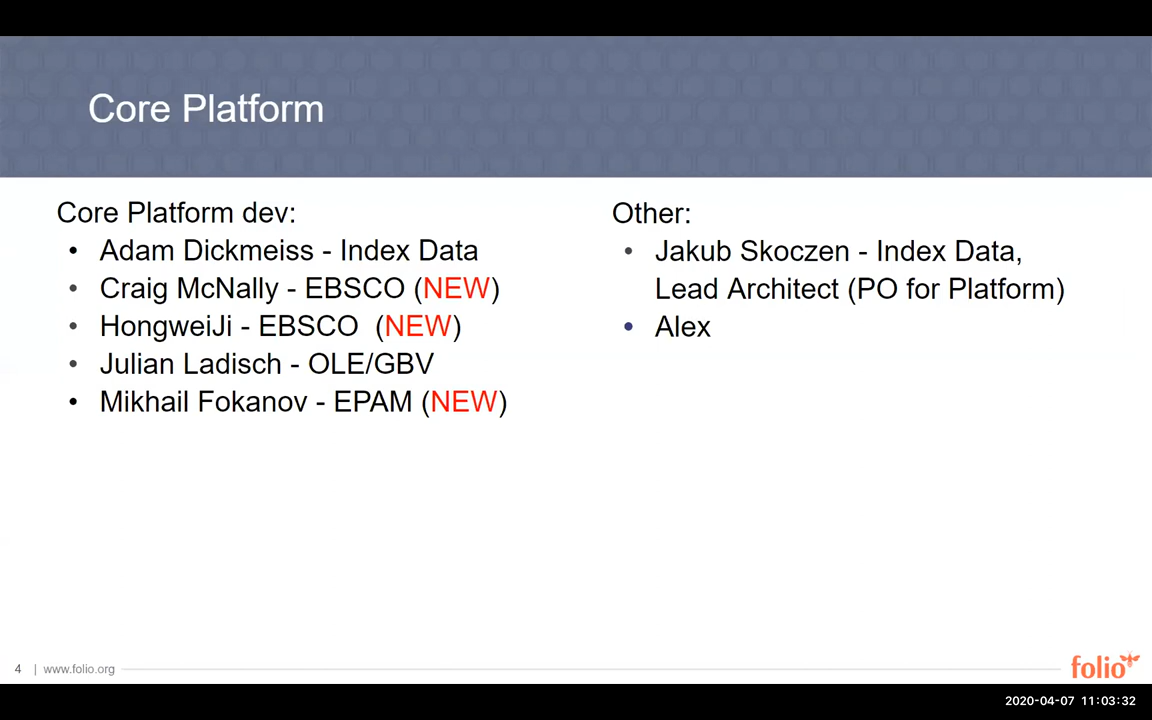 Core Platform
Core Platform dev:
• Adam Dickmeiss - Index Data
• Craig McNally - EBSCO (NEW)
• HongweiJi - EBSCO (NEW)
• Julian Ladisch - OLE/GBV
• Mikhail Fokanov - EPAM (NEW)
Other:
• Jakub Skoczen - Index Data,
Lead Architect (PO for Platform)
• Alex
4 | www.folio.org
folio
2020-04-07 11:03:32